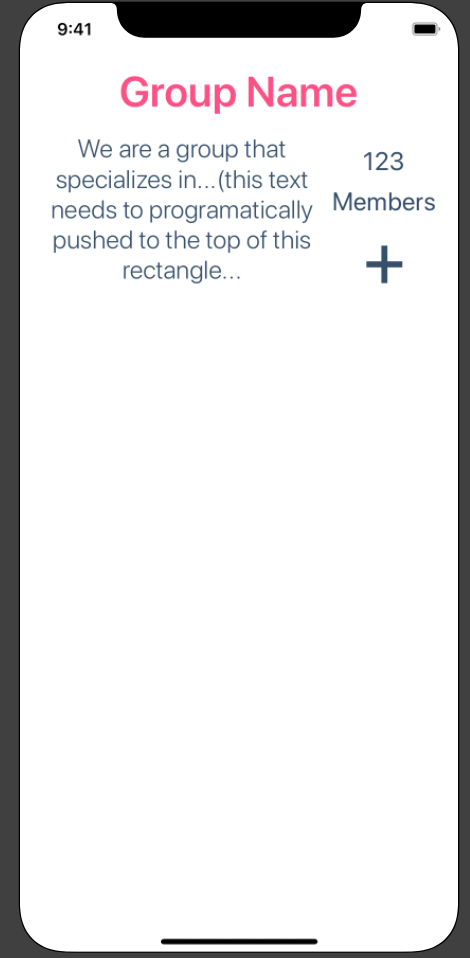 9:41
Group Name
We are a group that
specializes in...(this text
needs to programatically
pushed to the top of this
rectangle...
123
Members
+